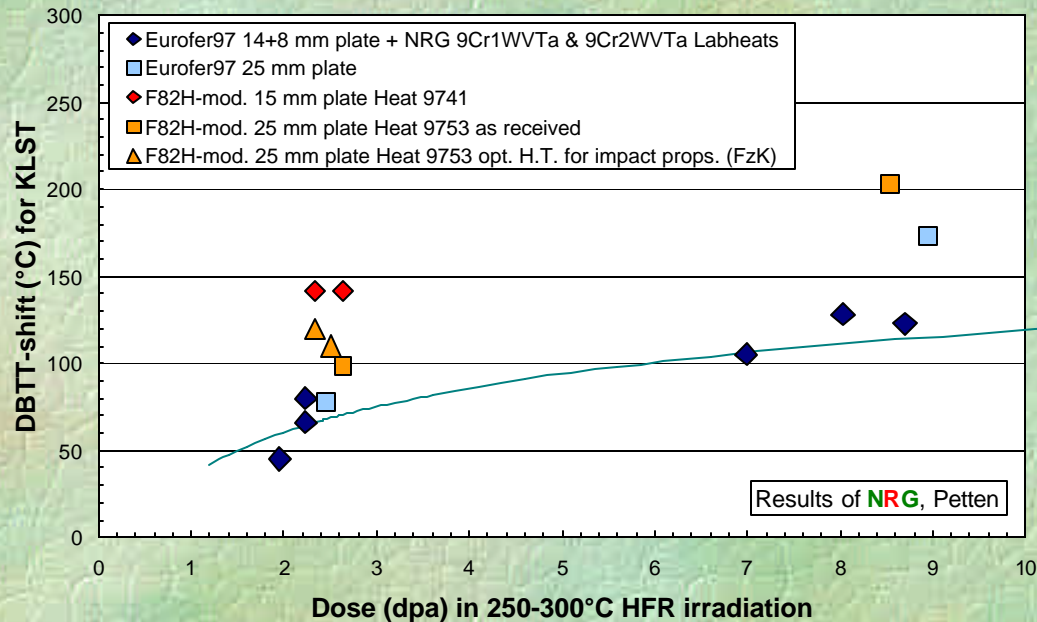 300
250
200
150
100
50
0
DBTT-shift (°C) for KLST
Eurofer97 14+8 mm plate + NRG 9Cr1WVTa & 9Cr2WVTa Labheats
Eurofer97 25 mm plate
F82H-mod. 15 mm plate Heat 9741
F82H-mod. 25 mm plate Heat 9753 as received
F82H-mod. 25 mm plate Heat 9753 opt. H.T. for impact props. (FzK)
Results of NRG, Petten
0 1 2 3 4 5 6 7 8 9 10
Dose (dpa) in 250-300°C HFR irradiation